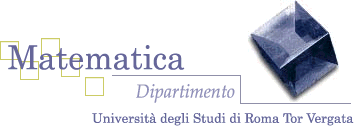 Matematica
Dipartimento
Università degli Studi di Roma Tor Vergata